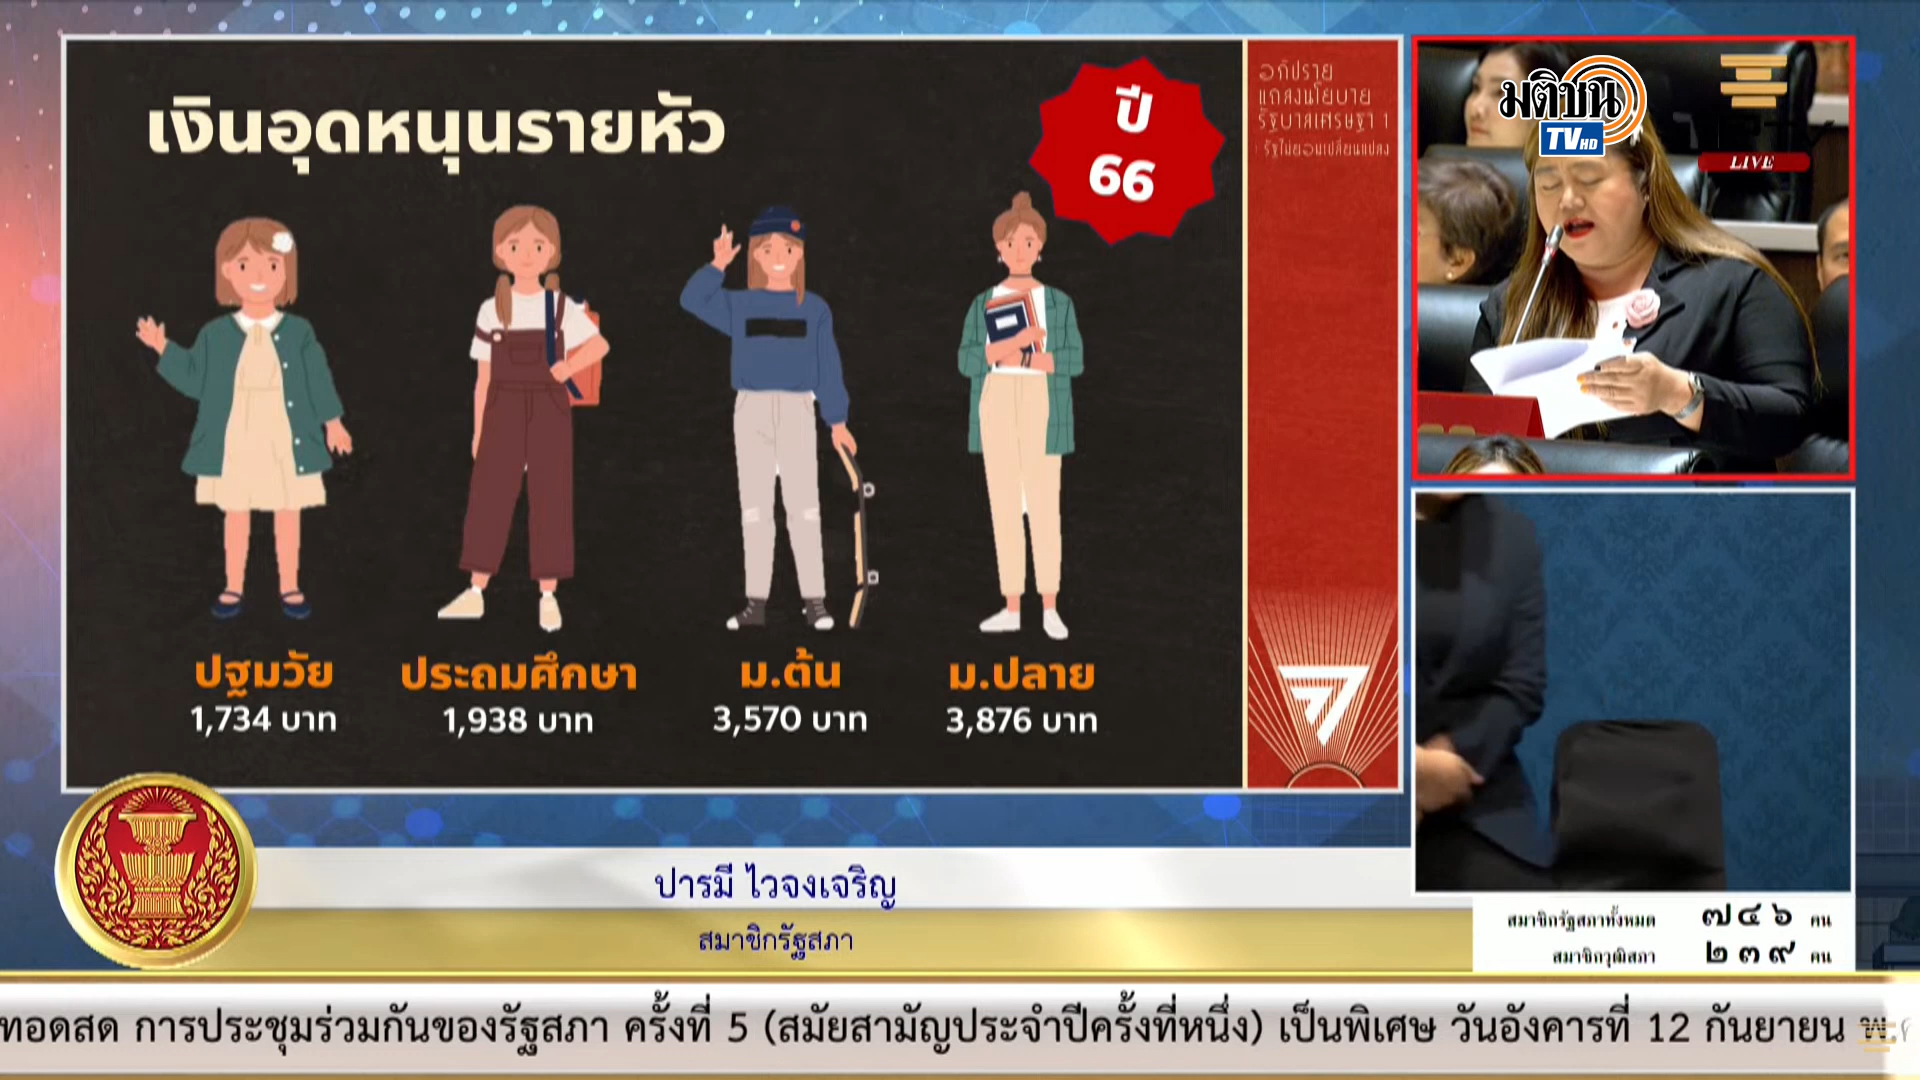 เงินอุดหนุนรายหัว
ปี
66
ปฐมวัย
1,734 บาท
ประถมศึกษา
1,938 บาท
ม.ต้น
3,570 บาท
ม.ปลาย
3,876 บาท
อภิปราย
แถลงนโยบาย
รัฐบาลเศรษฐา 1
รัฐไม่ยอมเปลี่ยนแปลง
มติชน
TV HD
LIVE
ปารมี ไวจงเจริญ
สมาชิกรัฐสภา
สมาชิกรัฐสภาทั้งหมด ๗๔๖ คน
สมาชิกวุฒิสภา ๒๓๙ คน
ทอดสด การประชุมร่วมกันของรัฐสภา ครั้งที่ 5 (สมัยสามัญประจำปีครั้งที่หนึ่ง) เป็นพิเศษ วันอังคารที่ 12 กันยายน